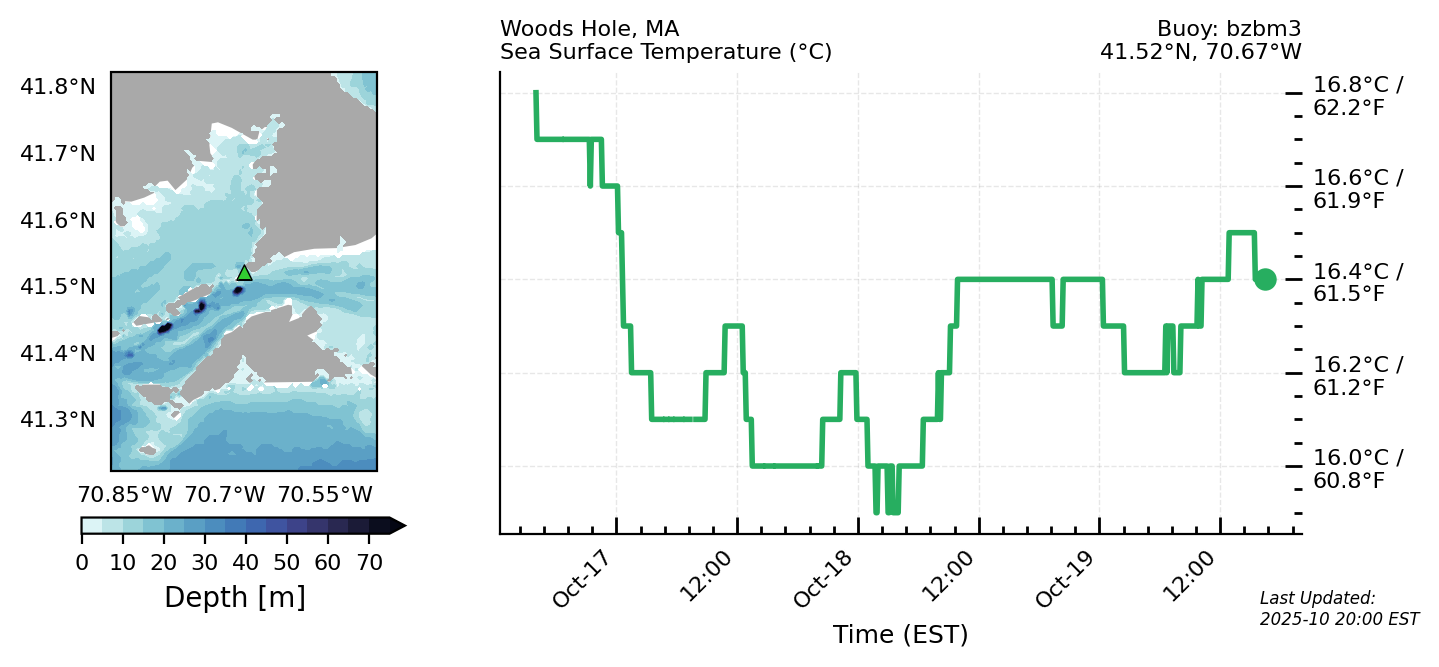 Woods Hole, MA
Sea Surface Temperature (°C)
Buoy: bzbm3
41.52°N, 70.67°W
41.8°N
41.7°N
41.6°N
41.5°N
41.4°N
41.3°N
70.85°W 70.7°W 70.55°W
0 10 20 30 40 50 60 70
Depth [m]
16.8°C /
62.2°F
16.6°C /
61.9°F
16.4°C /
61.5°F
16.2°C /
61.2°F
16.0°C /
60.8°F
Oct-17 12:00 Oct-18 12:00 Oct-19 12:00
Time (EST)
Last Updated:
2025-10 20:00 EST